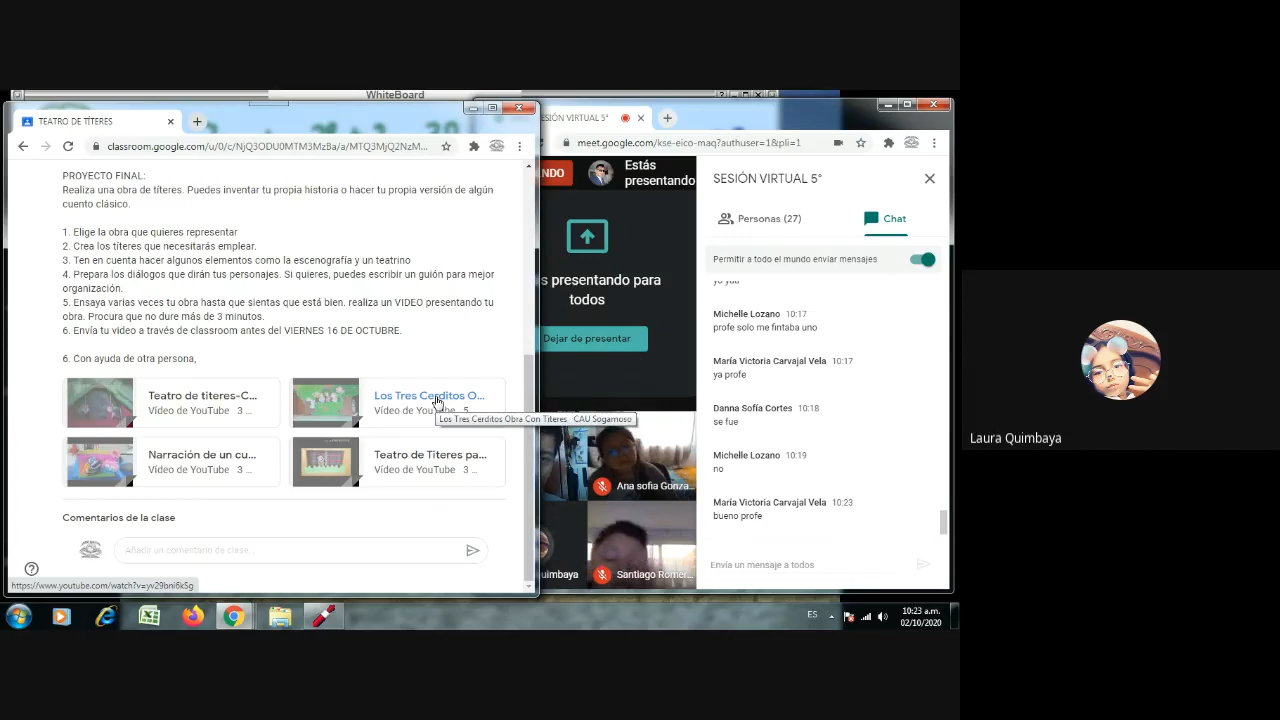 WhiteBoard
TEATRO DE TÍTERES
classroom.google.com/u/0/c/NjQ3ODU0MTM3MzBa/a/MTQ3MjQ2NzM...
PROYECTO FINAL:
Realiza una obra de títeres. Puedes inventar tu propia historia o hacer tu propia versión de algún
cuento clásico.
1. Elige la obra que quieres representar
2. Crea los títeres que necesitarás emplear.
3. Ten en cuenta hacer algunos elementos como la escenografía y un teatrino
4. Prepara los diálogos que dirán tus personajes. Si quieres, puedes escribir un guión para mejor
organización.
5. Ensaya varias veces tu obra hasta que sientas que está bien. realiza un VIDEO presentando tu
obra. Procura que no dure más de 3 minutos.
6. Envía tu video a través de classroom antes del VIERNES 16 DE OCTUBRE.
6. Con ayuda de otra persona,
Teatro de títeres-C...
Vídeo de YouTube 3 ...
Los Tres Cerditos O...
Vídeo de YouTube 5
Los Tres Cerditos Obra Con Títeres CAU Sogamoso
Narración de un cu...
Vídeo de YouTube 3 ...
Teatro de Títeres pa...
Vídeo de YouTube 3 ...
Comentarios de la clase
Añadir un comentario de clase...
https://www.youtube.com/watch?v=yv29bni6kSg
ESIÓN VIRTUAL 5°
meet.google.com/kse-eico-maq?authuser=1&pli=1
NDO
Estás
presentando
s presentando para
todos
Dejar de presentar
Ana sofia Gonza...
uimbaya
Santiago Romer...
SESIÓN VIRTUAL 5°
Personas (27)
Chat
Permitir a todo el mundo enviar mensajes
Michelle Lozano 10:17
profe solo me fintaba uno
María Victoria Carvajal Vela 10:17
ya profe
Danna Sofía Cortes 10:18
se fue
Michelle Lozano 10:19
no
María Victoria Carvajal Vela 10:23
bueno profe
Envía un mensaje a todos
ES
10:23 a.m.
02/10/2020
Laura Quimbaya